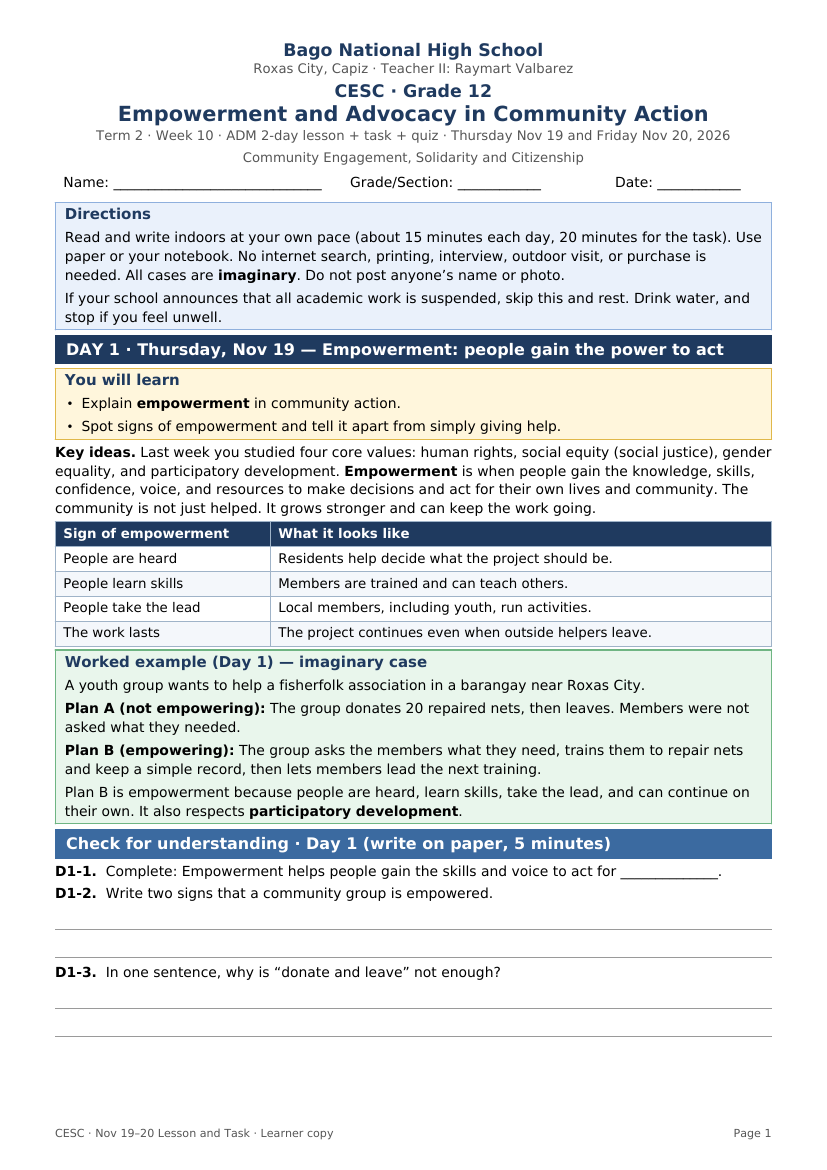 Bago National High School
Roxas City, Capiz · Teacher II: Raymart Valbarez
CESC · Grade 12
Empowerment and Advocacy in Community Action
Term 2 · Week 10 · ADM 2-day lesson + task + quiz · Thursday Nov 19 and Friday Nov 20, 2026
Community Engagement, Solidarity and Citizenship
Name: ______________________________ Grade/Section: ____________ Date: ____________
Directions
Read and write indoors at your own pace (about 15 minutes each day, 20 minutes for the task). Use
paper or your notebook. No internet search, printing, interview, outdoor visit, or purchase is
needed. All cases are imaginary. Do not post anyone’s name or photo.
If your school announces that all academic work is suspended, skip this and rest. Drink water, and
stop if you feel unwell.
DAY 1 · Thursday, Nov 19 — Empowerment: people gain the power to act
You will learn
• Explain empowerment in community action.
• Spot signs of empowerment and tell it apart from simply giving help.
Key ideas. Last week you studied four core values: human rights, social equity (social justice), gender
equality, and participatory development. Empowerment is when people gain the knowledge, skills,
confidence, voice, and resources to make decisions and act for their own lives and community. The
community is not just helped. It grows stronger and can keep the work going.
Sign of empowerment What it looks like
People are heard Residents help decide what the project should be.
People learn skills Members are trained and can teach others.
People take the lead Local members, including youth, run activities.
The work lasts The project continues even when outside helpers leave.
Worked example (Day 1) — imaginary case
A youth group wants to help a fisherfolk association in a barangay near Roxas City.
Plan A (not empowering): The group donates 20 repaired nets, then leaves. Members were not
asked what they needed.
Plan B (empowering): The group asks the members what they need, trains them to repair nets
and keep a simple record, then lets members lead the next training.
Plan B is empowerment because people are heard, learn skills, take the lead, and can continue on
their own. It also respects participatory development.
Check for understanding · Day 1 (write on paper, 5 minutes)
D1-1. Complete: Empowerment helps people gain the skills and voice to act for ______________.
D1-2. Write two signs that a community group is empowered.
D1-3. In one sentence, why is “donate and leave” not enough?
CESC · Nov 19–20 Lesson and Task · Learner copy Page 1